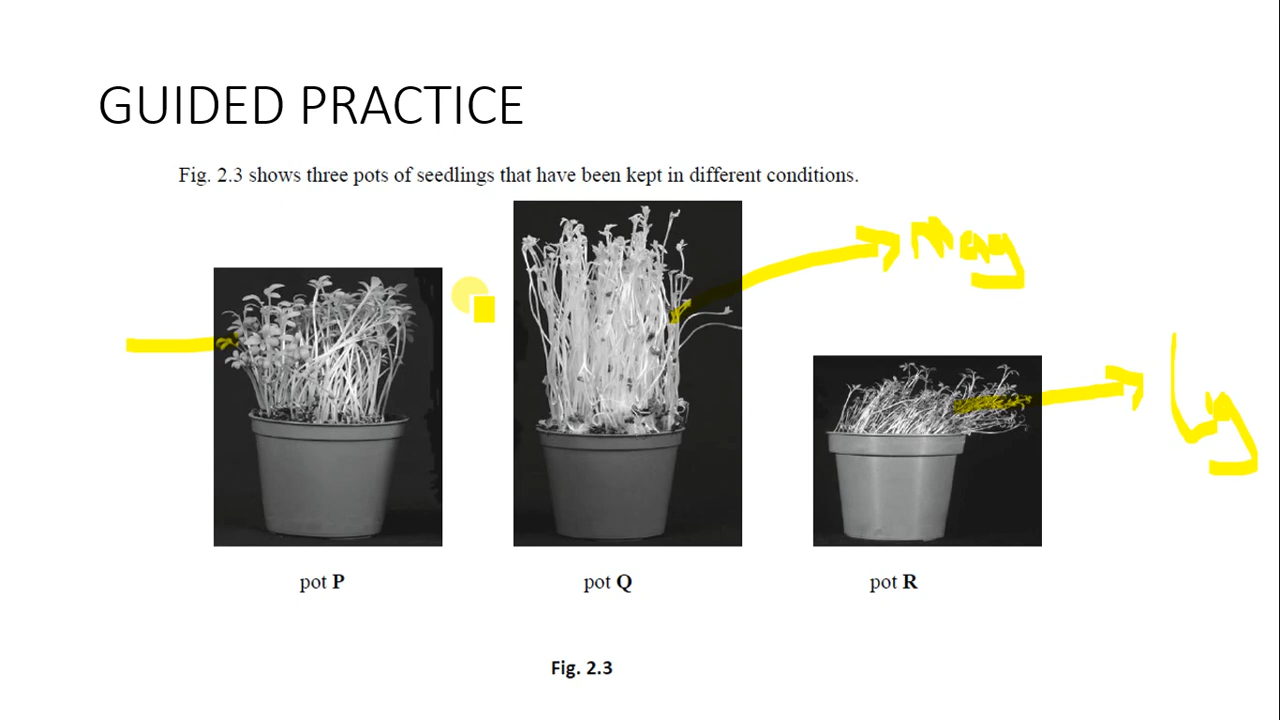 GUIDED PRACTICE
Fig. 2.3 shows three pots of seedlings that have been kept in different conditions.
pot P
pot Q
pot R
Fig. 2.3